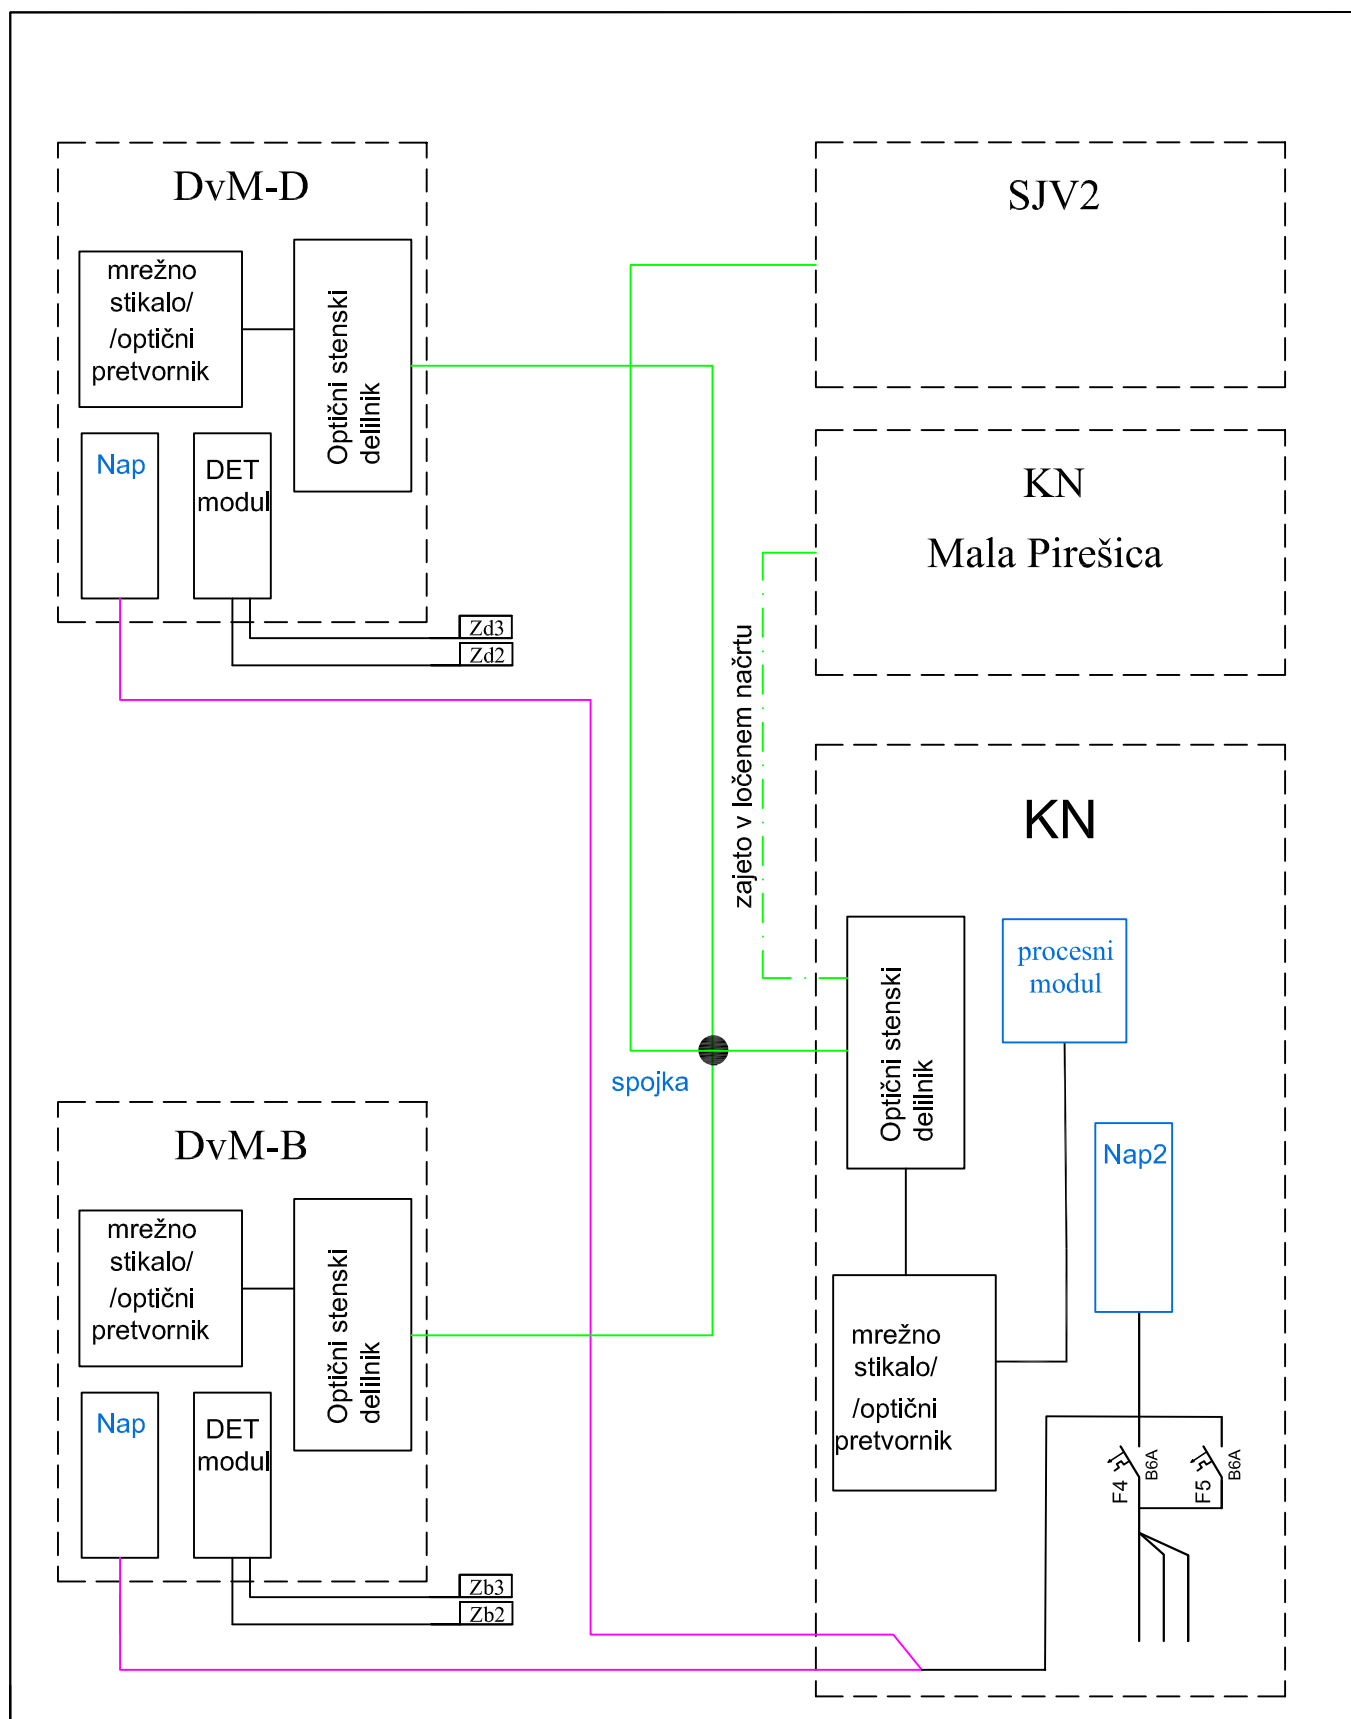 DvM-D
mrežno
stikalo/
/optični
pretvornik
Optični stenski
delilnik
Nap
DET
modul
Zd3
Zd2
SJV2
KN
Mala Pirešica
zajeto v ločenem načrtu
KN
Optični stenski
delilnik
procesni
modul
spojka
Nap2
mrežno
stikalo/
/optični
pretvornik
F4
B6A
F5
B6A
DvM-B
mrežno
stikalo/
/optični
pretvornik
Optični stenski
delilnik
Nap
DET
modul
Zb3
Zb2